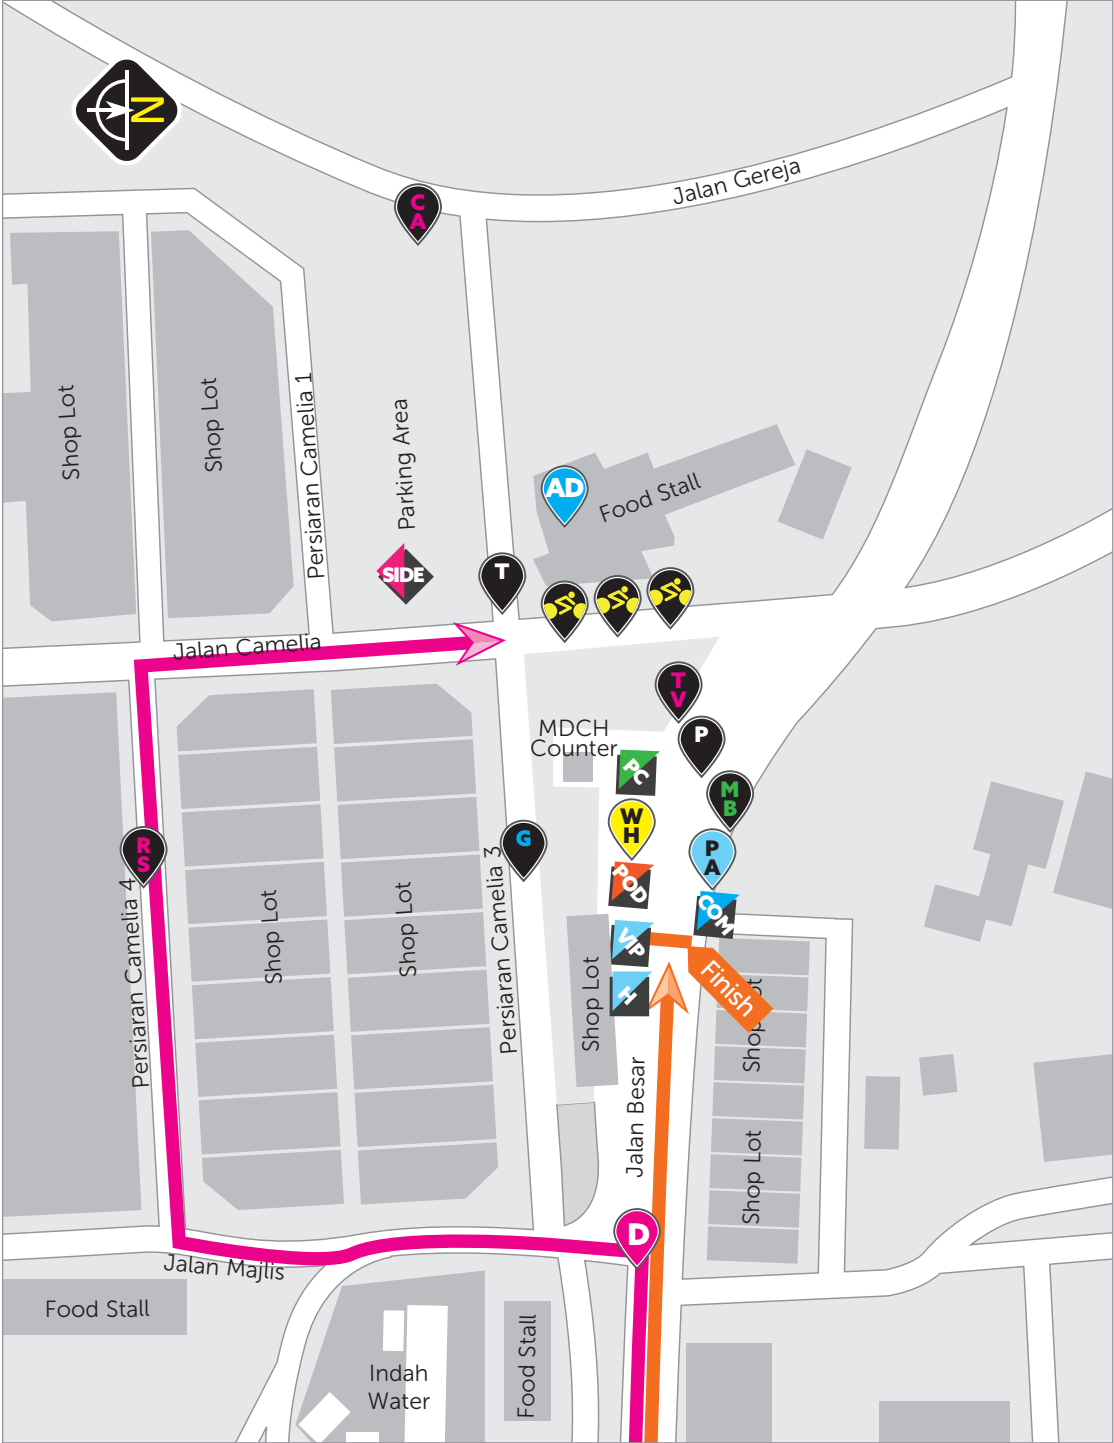 N
C
A
Jalan Gereja
Shop Lot
Shop Lot
Persiaran Camelia 1
Parking Area
AD
Food Stall
SIDE
T
Jalan Camelia
T
V
MDCH
Counter
P
PC
M
B
W
H
R
S
G
P
A
POD
COM
Persiaran Camelia 4
Shop Lot
Shop Lot
Persiaran Camelia 3
VIP
Finish
H
Shop Lot
Shop Lot
Jalan Besar
Shop Lot
D
Jalan Majlis
Food Stall
Food Stall
Indah
Water